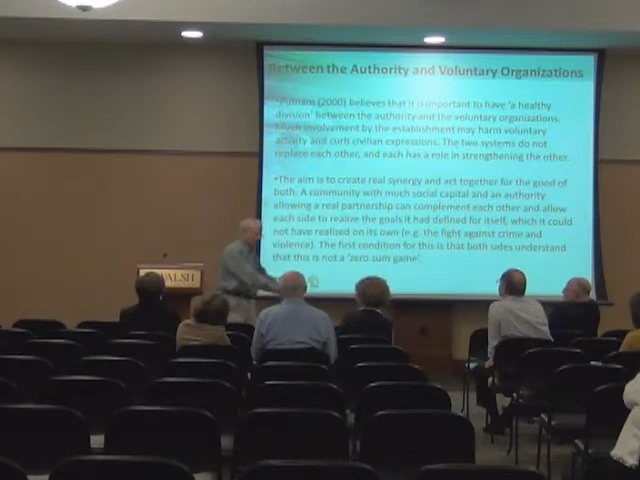 Between the Authority and Voluntary Organizations
•Putnam (2000) believes that it is important to have 'a healthy
division' between the authority and the voluntary organizations.
Much involvement by the establishment may harm voluntary
activity and curb civilian expressions. The two systems do not
replace each other, and each has a role in strengthening the other.
•The aim is to create real synergy and act together for the good of
both. A community with much social capital and an authority
allowing a real partnership can complement each other and allow
each side to realize the goals it had defined for itself, which it could
not have realized on its own (e.g. the fight against crime and
violence). The first condition for this is that both sides understand
that this is not a 'zero sum game'.
WALSH